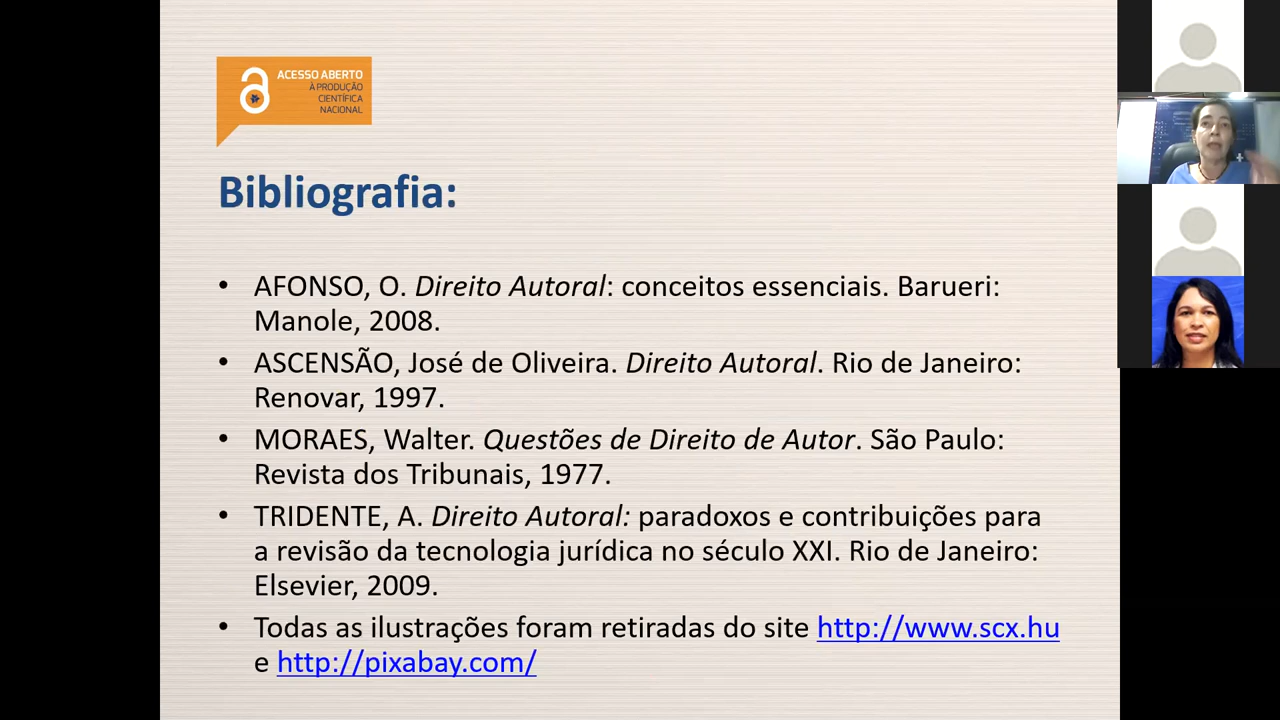 ACESSO ABERTO
À PRODUÇÃO
CIENTÍFICA
NACIONAL
Bibliografia:
• AFONSO, O. Direito Autoral: conceitos essenciais. Barueri:
Manole, 2008.
• ASCENSÃO, José de Oliveira. Direito Autoral. Rio de Janeiro:
Renovar, 1997.
• MORAES, Walter. Questões de Direito de Autor. São Paulo:
Revista dos Tribunais, 1977.
• TRIDENTE, A. Direito Autoral: paradoxos e contribuições para
a revisão da tecnologia jurídica no século XXI. Rio de Janeiro:
Elsevier, 2009.
• Todas as ilustrações foram retiradas do site http://www.scx.hu
e http://pixabay.com/